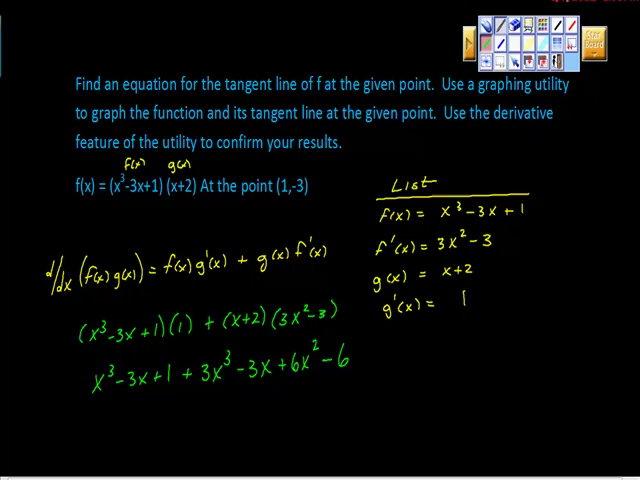 Start Board
Find an equation for the tangent line of f at the given point. Use a graphing utility
to graph the function and its tangent line at the given point. Use the derivative
feature of the utility to confirm your results.
f(x) g(x)
f(x) = (x³-3x+1) (x+2) At the point (1,-3)
List
f(x) = x³ - 3x + 1
f'(x) = 3x² - 3
g(x) = x+2
g'(x) = 1
d/dx (f(x) g(x)) = f(x) g'(x) + g(x) f'(x)
(x³-3x+1)(1) + (x+2)(3x²-3)
x³-3x+1 + 3x³-3x+6x²-6